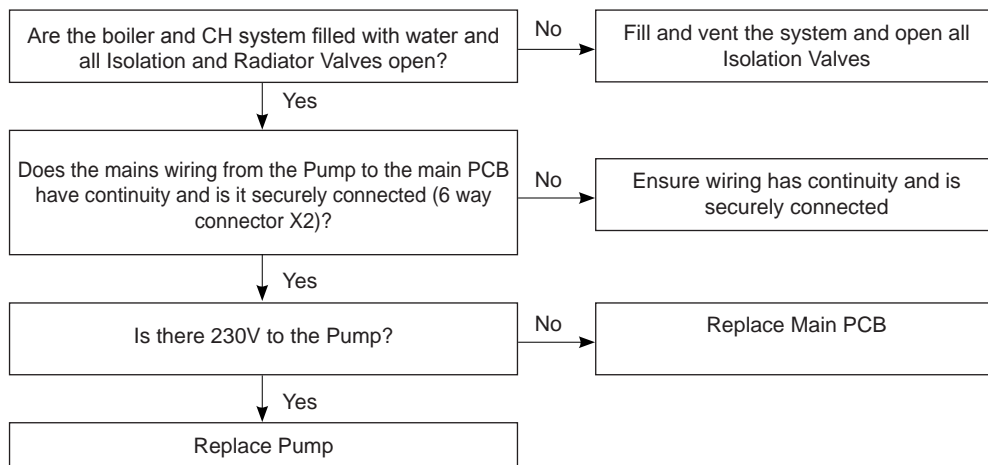 Are the boiler and CH system filled with water and
all Isolation and Radiator Valves open?
No
Fill and vent the system and open all
Isolation Valves
Yes
Does the mains wiring from the Pump to the main PCB
have continuity and is it securely connected (6 way
connector X2)?
No
Ensure wiring has continuity and is
securely connected
Yes
Is there 230V to the Pump?
No
Replace Main PCB
Yes
Replace Pump